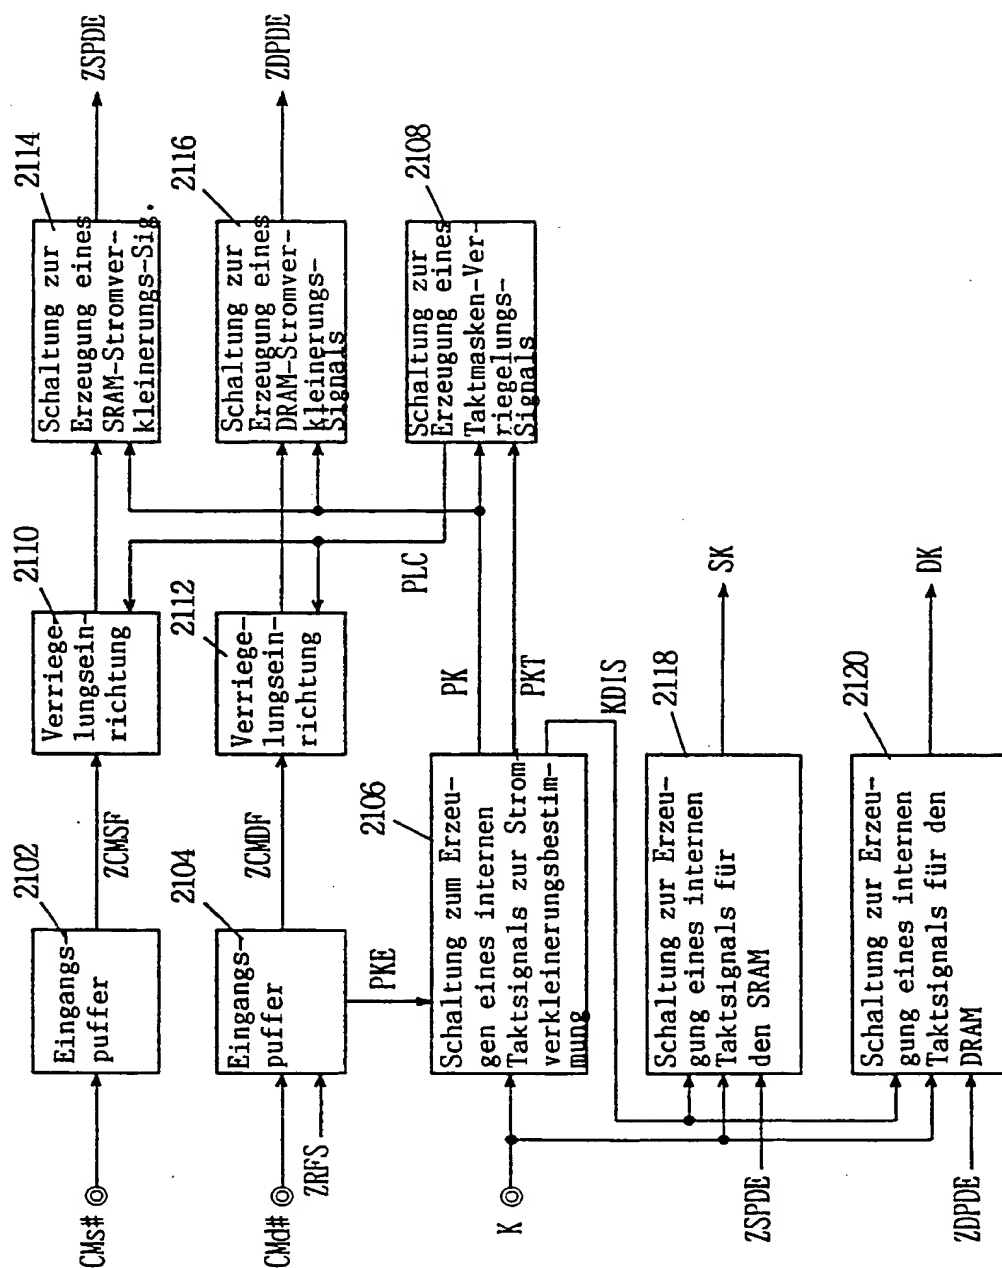 CMs#
2102
Eingangs
puffer
ZCMSF
2110
Verriege-
lungsein-
richtung
2114
Schaltung zur
Erzeugung eines
SRAM-Stromver-
kleinerungs-Sig.
ZSPDE
CMd#
ZRFS
2104
Eingangs-
puffer
ZCMDF
2112
Verriege-
lungsein-
richtung
2116
Schaltung zur
Erzeugung eines
DRAM-Stromver-
kleinerungs-
Signals
ZDPDE
PKE
PLC
2108
Schaltung zur
Erzeugung eines
Taktmasken-Ver-
riegelungs-
Signals
K
2106
Schaltung zum Erzeu-
gen eines internen
Taktsignals zur Strom
verkleinerungsbestim-
mung
PK
PKT
KDIS
ZSPDE
2118
Schaltung zur Erzeu-
gung eines internen
Taktsignals für
den SRAM
SK
ZDPDE
2120
Schaltung zur Erzeu-
gung eines internen
Taktsignals für den
DRAM
DK